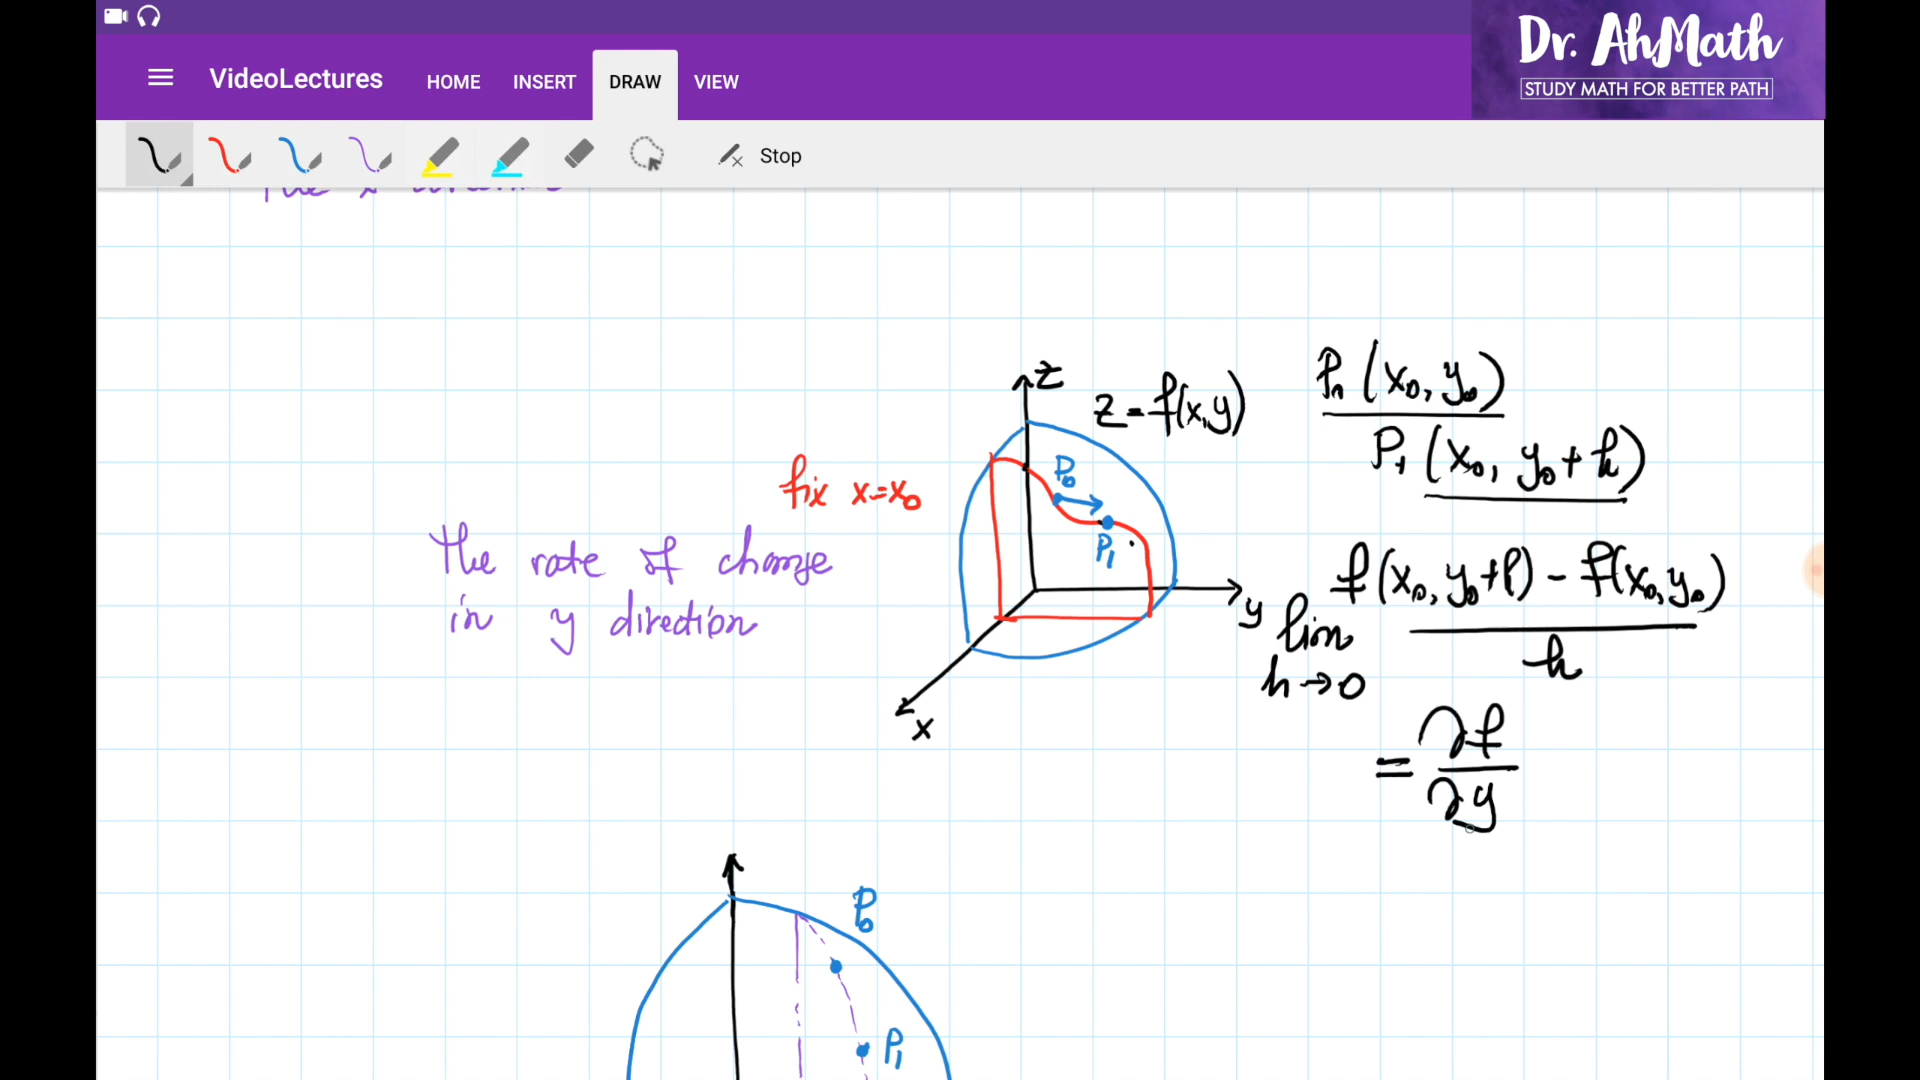 Dr. AhMath
STUDY MATH FOR BETTER PATH
VideoLectures HOME INSERT DRAW VIEW
Stop
the x
z
z = f(x,y)
P₀ (x₀, y₀)
P₁ (x₀, y₀+h)
fix x=x₀
P₀
P₁
the rate of change
in y direction
y
x
lim h→0 f(x₀, y₀+h) - f(x₀,y₀) / h
= ∂f/∂y
P₀
P₁